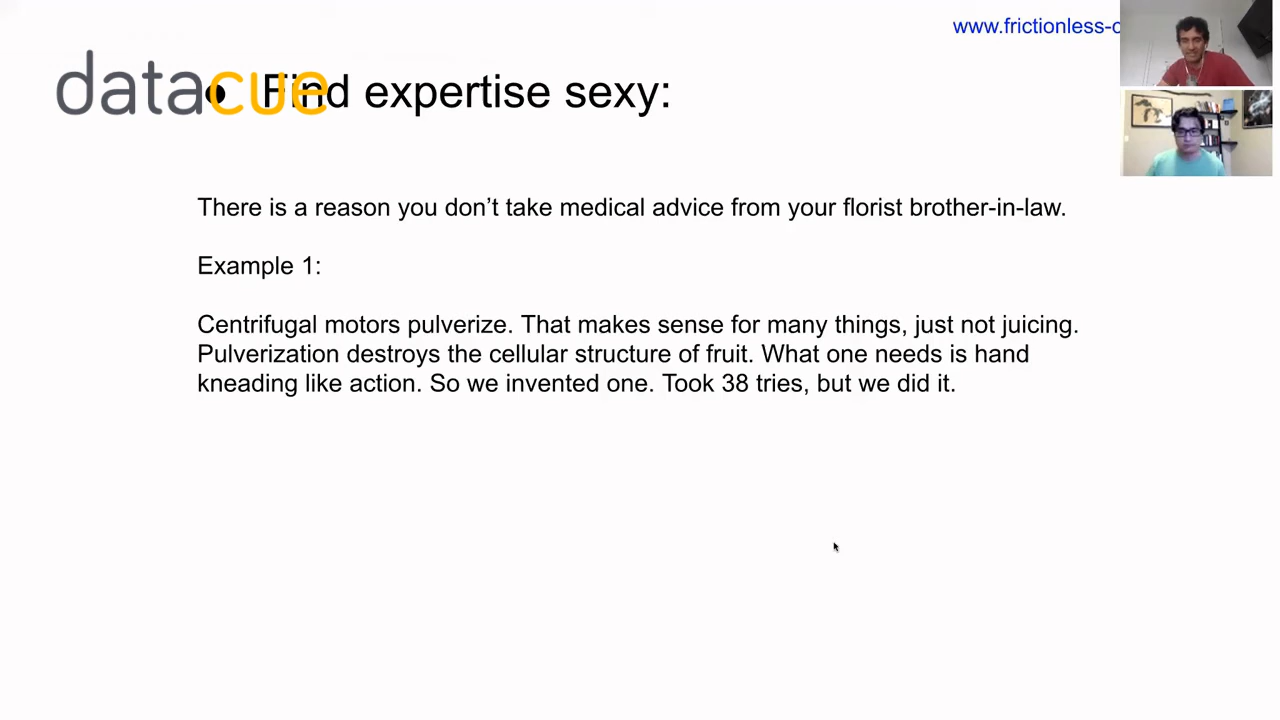 www.frictionless-c
datacue
● Find expertise sexy:
There is a reason you don’t take medical advice from your florist brother-in-law.
Example 1:
Centrifugal motors pulverize. That makes sense for many things, just not juicing.
Pulverization destroys the cellular structure of fruit. What one needs is hand
kneading like action. So we invented one. Took 38 tries, but we did it.